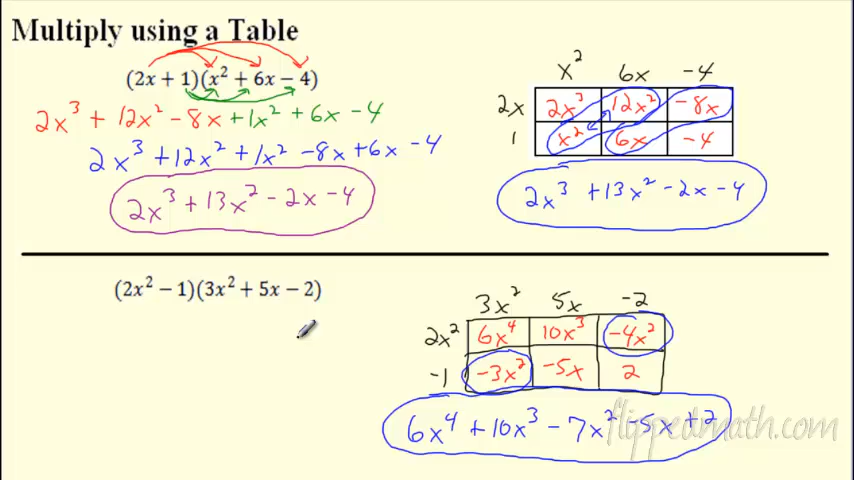 Multiply using a Table
(2x + 1)(x² + 6x − 4)
2x³ + 12x² − 8x + 1x² + 6x − 4
2x³ + 12x² + 1x² − 8x + 6x − 4
2x³ + 13x² − 2x − 4
x² 6x −4
2x 2x³ 12x² −8x
1 x² 6x −4
2x³ + 13x² − 2x − 4
(2x² − 1)(3x² + 5x − 2)
3x² 5x −2
2x² 6x⁴ 10x³ −4x²
−1 −3x² −5x 2
6x⁴ + 10x³ − 7x² − 5x + 2
flippedmath.com